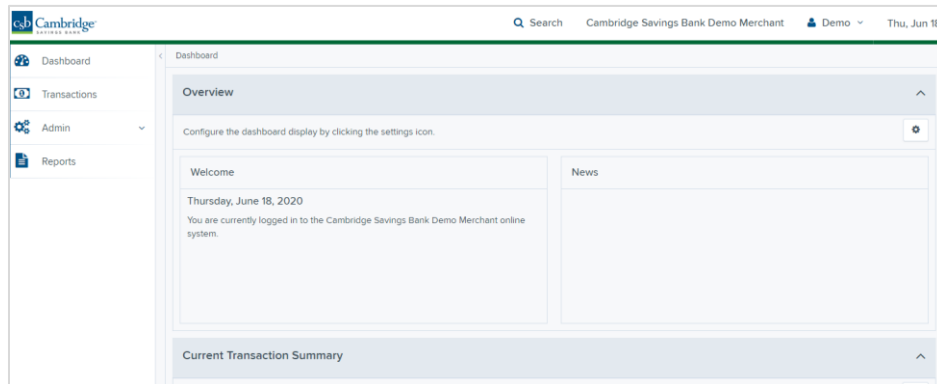 csb Cambridge
SAVINGS BANK
Search
Cambridge Savings Bank Demo Merchant
Demo
Thu, Jun 18
Dashboard
Transactions
Admin
Reports
Dashboard
Overview
Configure the dashboard display by clicking the settings icon.
Welcome
Thursday, June 18, 2020
You are currently logged in to the Cambridge Savings Bank Demo Merchant online
system.
News
Current Transaction Summary